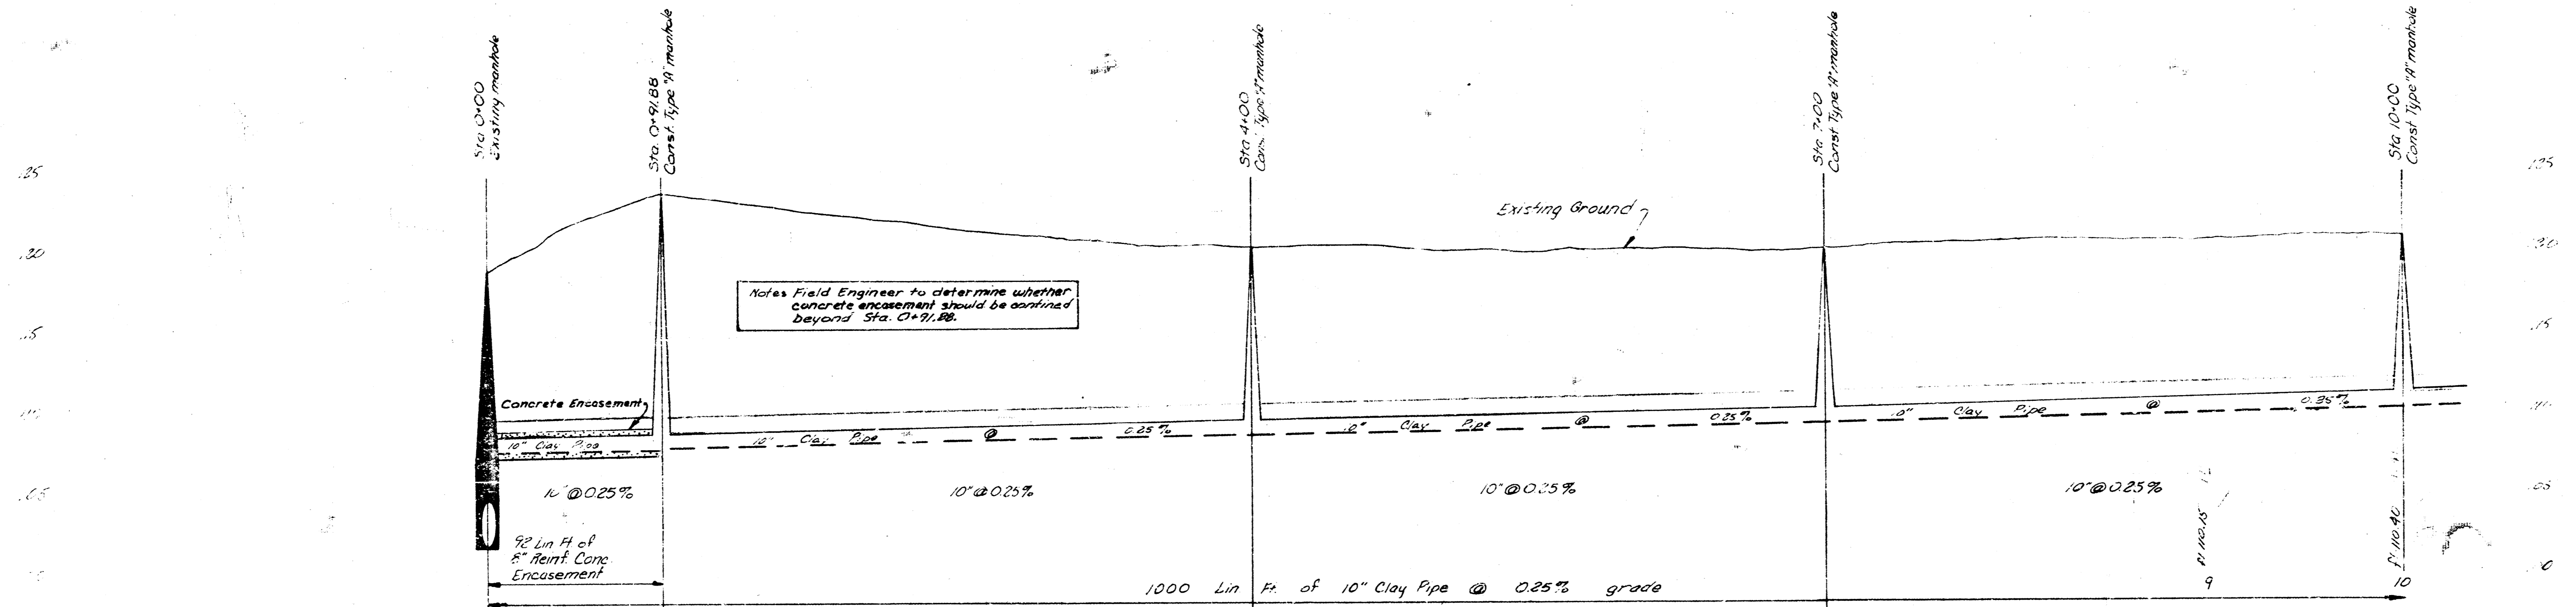 Sta 0+00
Existing manhole
Sta. 0+91.88
Const. Type "A" manhole
Sta 4+00
Const. Type "A" manhole
Sta 7+00
Const Type "A" manhole
Sta 10+00
Const Type "A" manhole
Existing Ground
Notes Field Engineer to determine whether
concrete encasement should be contined
beyond Sta. 0+91.88.
Concrete Encasement
10" Clay Pipe
10" Clay Pipe @ 0.25%
Clay Pipe @ 0.25%
Clay Pipe @
10" @ 0.25%
10" @ 0.25%
10" @ 0.25%
10" @ 0.25%
92 Lin Ft of
Reinf. Conc.
Encasement
1000 Lin Ft. of 10" Clay Pipe @ 0.25% grade
110.15
9
110.40
10